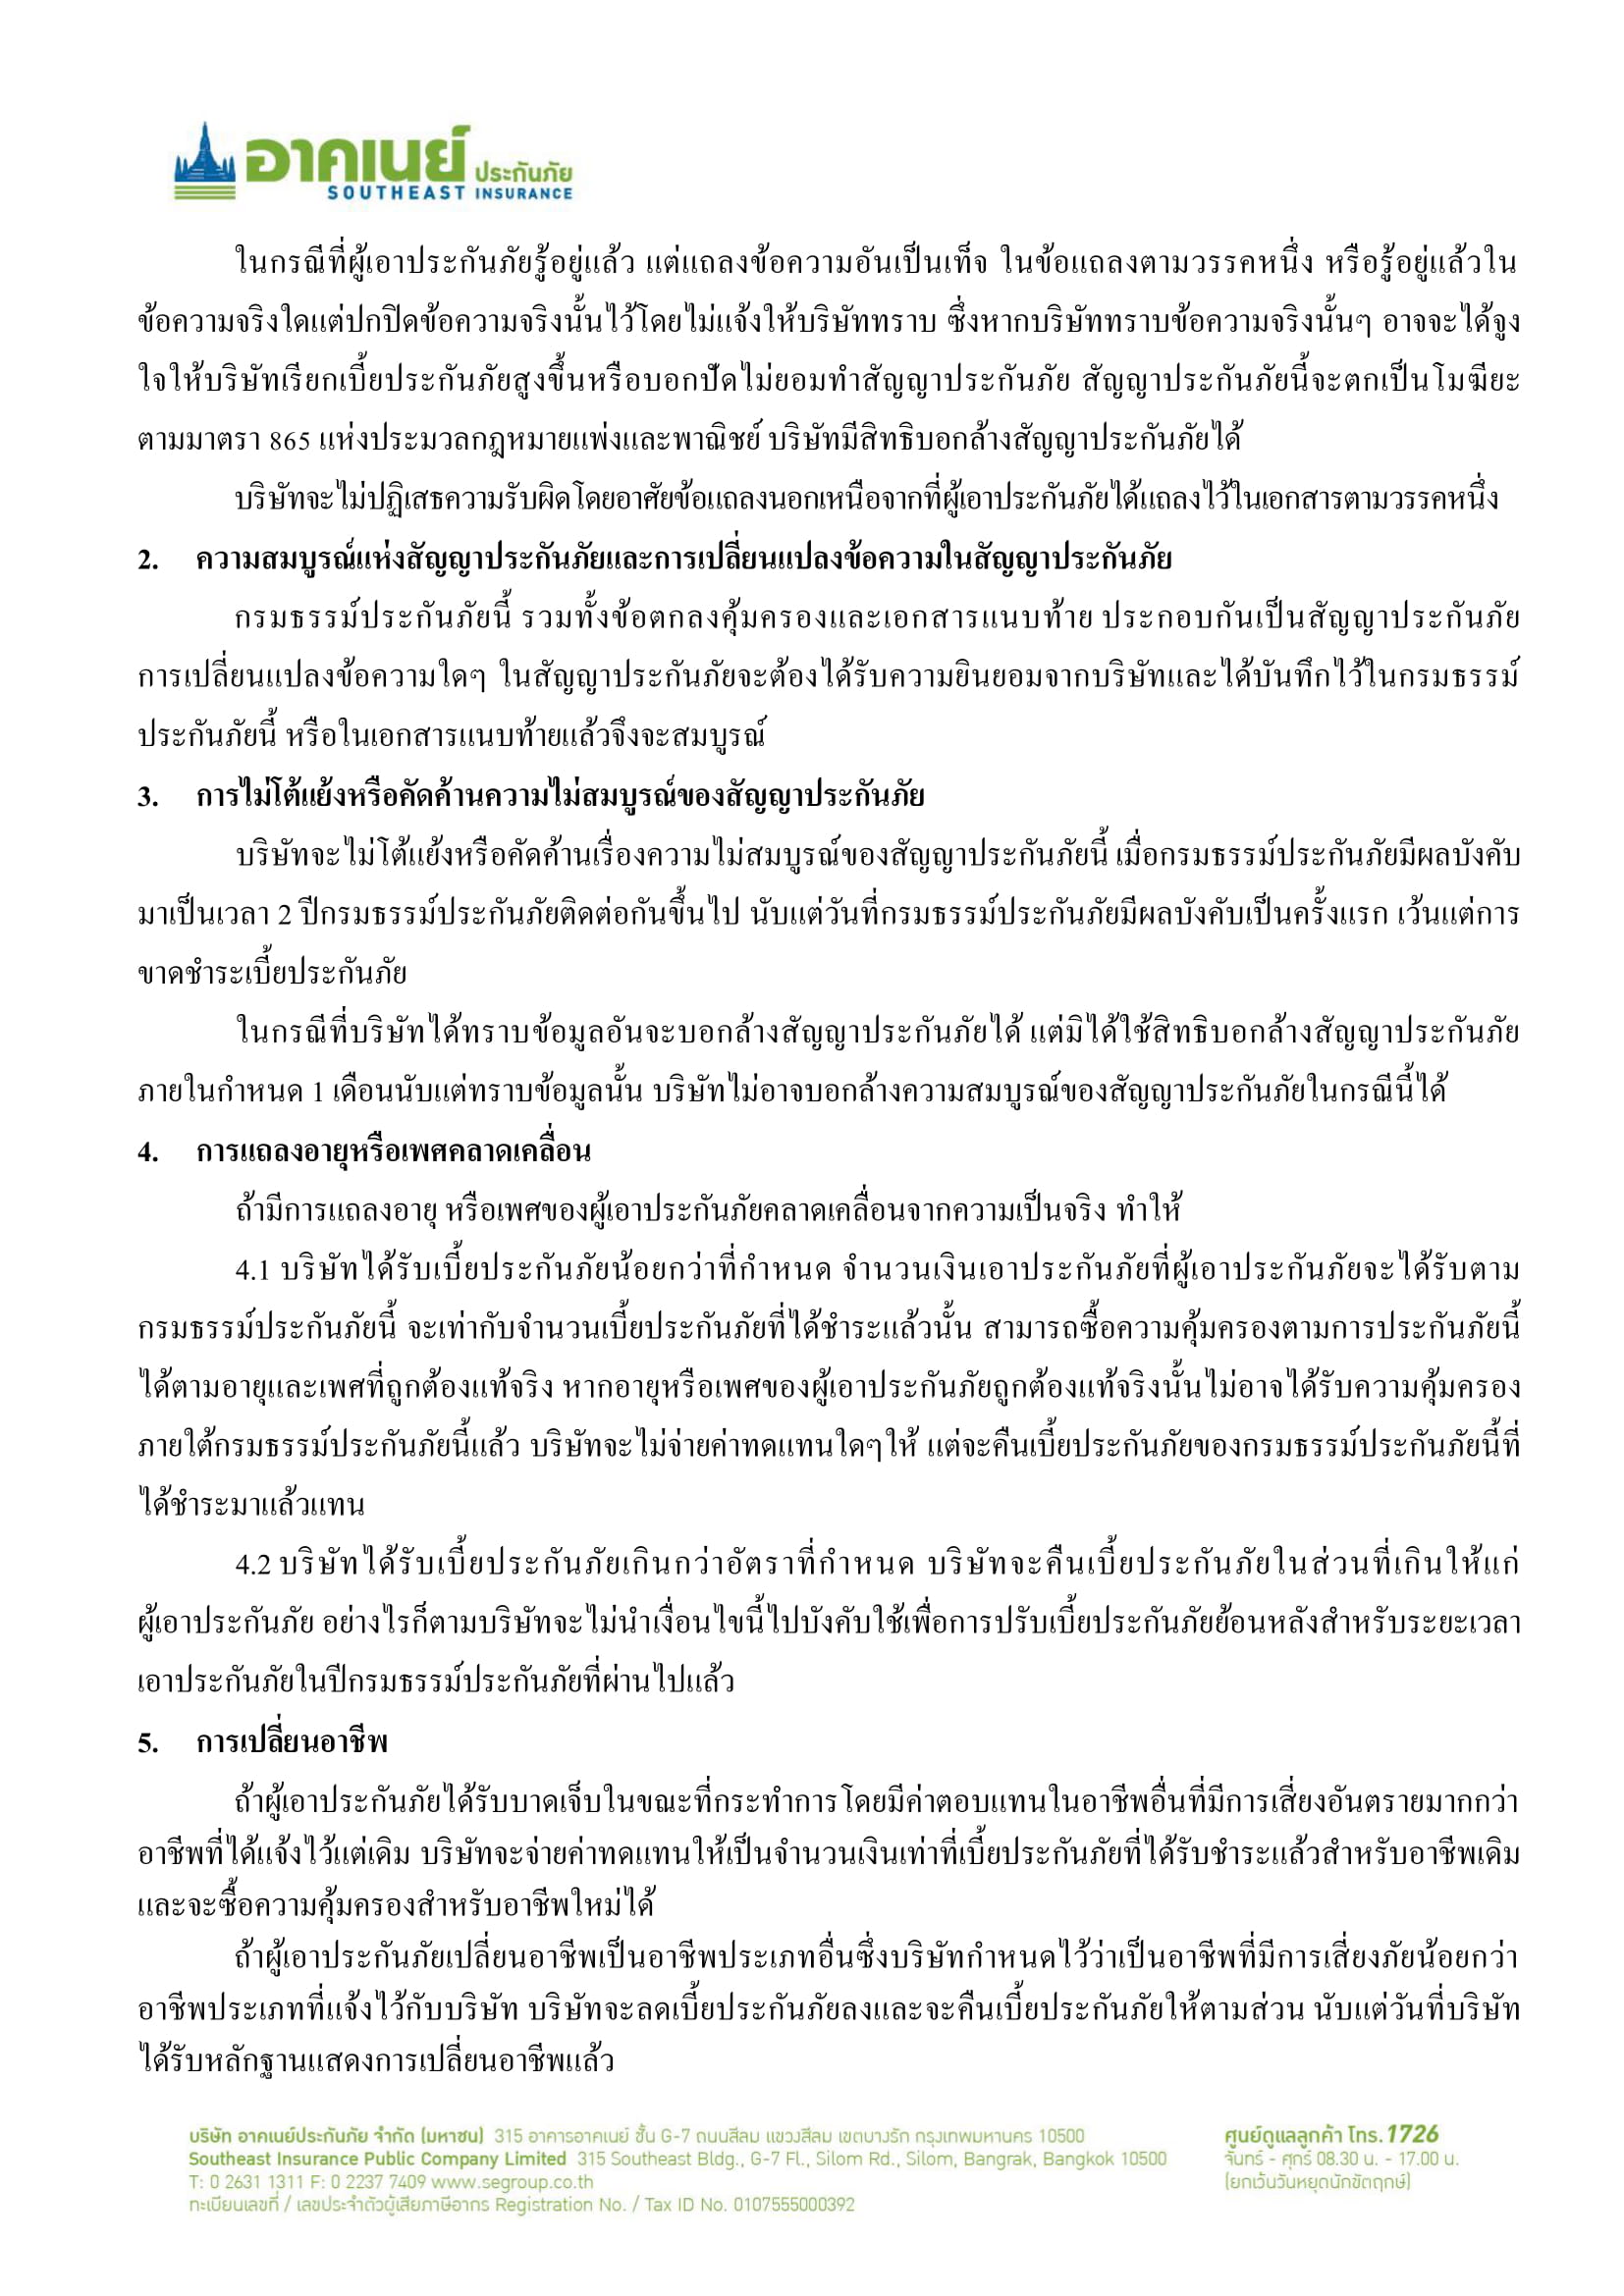 อาคเนย์ ประกันภัย
SOUTHEAST INSURANCE
ในกรณีที่ผู้เอาประกันภัยรู้อยู่แล้ว แต่แถลงข้อความอันเป็นเท็จ ในข้อแถลงตามวรรคหนึ่ง หรือรู้อยู่แล้วใน
ข้อความจริงใดแต่ปกปิดข้อความจริงนั้นไว้โดยไม่แจ้งให้บริษัททราบ ซึ่งหากบริษัททราบข้อความจริงนั้นๆ อาจจะได้จูง
ใจให้บริษัทเรียกเบี้ยประกันภัยสูงขึ้นหรือบอกปัดไม่ยอมทำสัญญาประกันภัย สัญญาประกันภัยนี้จะตกเป็นโมฆียะ
ตามมาตรา 865 แห่งประมวลกฎหมายแพ่งและพาณิชย์ บริษัทมีสิทธิบอกล้างสัญญาประกันภัยได้
บริษัทจะไม่ปฏิเสธความรับผิดโดยอาศัยข้อแถลงนอกเหนือจากที่ผู้เอาประกันภัยได้แถลงไว้ในเอกสารตามวรรคหนึ่ง
2. ความสมบูรณ์แห่งสัญญาประกันภัยและการเปลี่ยนแปลงข้อความในสัญญาประกันภัย
กรมธรรม์ประกันภัยนี้ รวมทั้งข้อตกลงคุ้มครองและเอกสารแนบท้าย ประกอบกันเป็นสัญญาประกันภัย
การเปลี่ยนแปลงข้อความใดๆ ในสัญญาประกันภัยจะต้องได้รับความยินยอมจากบริษัทและได้บันทึกไว้ในกรมธรรม์
ประกันภัยนี้ หรือในเอกสารแนบท้ายแล้วจึงจะสมบูรณ์
3. การไม่โต้แย้งหรือคัดค้านความไม่สมบูรณ์ของสัญญาประกันภัย
บริษัทจะไม่โต้แย้งหรือคัดค้านเรื่องความไม่สมบูรณ์ของสัญญาประกันภัยนี้ เมื่อกรมธรรม์ประกันภัยมีผลบังคับ
มาเป็นเวลา 2 ปีกรมธรรม์ประกันภัยติดต่อกันขึ้นไป นับแต่วันที่กรมธรรม์ประกันภัยมีผลบังคับเป็นครั้งแรก เว้นแต่การ
ขาดชำระเบี้ยประกันภัย
ในกรณีที่บริษัทได้ทราบข้อมูลอันจะบอกล้างสัญญาประกันภัยได้ แต่มิได้ใช้สิทธิบอกล้างสัญญาประกันภัย
ภายในกำหนด 1 เดือนนับแต่ทราบข้อมูลนั้น บริษัทไม่อาจบอกล้างความสมบูรณ์ของสัญญาประกันภัยในกรณีนี้ได้
4. การแถลงอายุหรือเพศคลาดเคลื่อน
ถ้ามีการแถลงอายุ หรือเพศของผู้เอาประกันภัยคลาดเคลื่อนจากความเป็นจริง ทำให้
4.1 บริษัทได้รับเบี้ยประกันภัยน้อยกว่าที่กำหนด จำนวนเงินเอาประกันภัยที่ผู้เอาประกันภัยจะได้รับตาม
กรมธรรม์ประกันภัยนี้ จะเท่ากับจำนวนเบี้ยประกันภัยที่ได้ชำระแล้วนั้น สามารถซื้อความคุ้มครองตามการประกันภัยนี้
ได้ตามอายุและเพศที่ถูกต้องแท้จริง หากอายุหรือเพศของผู้เอาประกันภัยถูกต้องแท้จริงนั้นไม่อาจได้รับความคุ้มครอง
ภายใต้กรมธรรม์ประกันภัยนี้แล้ว บริษัทจะไม่จ่ายค่าทดแทนใดๆให้ แต่จะคืนเบี้ยประกันภัยของกรมธรรม์ประกันภัยนี้ที่
ได้ชำระมาแล้วแทน
4.2 บริษัทได้รับเบี้ยประกันภัยเกินกว่าอัตราที่กำหนด บริษัทจะคืนเบี้ยประกันภัยในส่วนที่เกินให้แก่
ผู้เอาประกันภัย อย่างไรก็ตามบริษัทจะไม่นำเงื่อนไขนี้ไปบังคับใช้เพื่อการปรับเบี้ยประกันภัยย้อนหลังสำหรับระยะเวลา
เอาประกันภัยในปีกรมธรรม์ประกันภัยที่ผ่านไปแล้ว
5. การเปลี่ยนอาชีพ
ถ้าผู้เอาประกันภัยได้รับบาดเจ็บในขณะที่กระทำการโดยมีค่าตอบแทนในอาชีพอื่นที่มีการเสี่ยงอันตรายมากกว่า
อาชีพที่ได้แจ้งไว้แต่เดิม บริษัทจะจ่ายค่าทดแทนให้เป็นจำนวนเงินเท่าที่เบี้ยประกันภัยที่ได้รับชำระแล้วสำหรับอาชีพเดิม
และจะซื้อความคุ้มครองสำหรับอาชีพใหม่ได้
ถ้าผู้เอาประกันภัยเปลี่ยนอาชีพเป็นอาชีพประเภทอื่นซึ่งบริษัทกำหนดไว้ว่าเป็นอาชีพที่มีการเสี่ยงภัยน้อยกว่า
อาชีพประเภทที่แจ้งไว้กับบริษัท บริษัทจะลดเบี้ยประกันภัยลงและจะคืนเบี้ยประกันภัยให้ตามส่วน นับแต่วันที่บริษัท
ได้รับหลักฐานแสดงการเปลี่ยนอาชีพแล้ว
บริษัท อาคเนย์ประกันภัย จำกัด (มหาชน) 315 อาคารอาคเนย์ ชั้น G-7 ถนนสีลม แขวงสีลม เขตบางรัก กรุงเทพมหานคร 10500
Southeast Insurance Public Company Limited 315 Southeast Bldg., G-7 Fl., Silom Rd., Silom, Bangrak, Bangkok 10500
T: 0 2631 1311 F: 0 2237 7409 www.segroup.co.th
ทะเบียนเลขที่ / เลขประจำตัวผู้เสียภาษีอากร Registration No. / Tax ID No. 0107555000392
ศูนย์ดูแลลูกค้า โทร.1726
จันทร์ - ศุกร์ 08.30 น. - 17.00 น.
(ยกเว้นวันหยุดนักขัตฤกษ์)